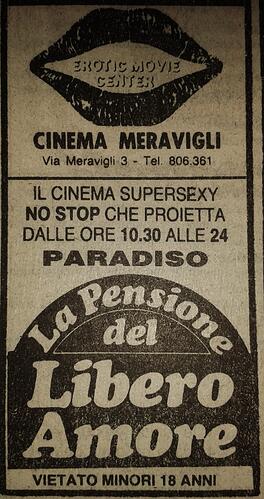 EROTIC MOVIE
CENTER
CINEMA MERAVIGLI
Via Meravigli 3 - Tel. 806.361
IL CINEMA SUPERSEXY
NO STOP CHE PROIETTA
DALLE ORE 10.30 ALLE 24
PARADISO
La Pensione
del
Libero
Amore
VIETATO MINORI 18 ANNI